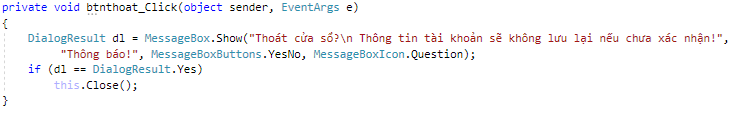 private void btnthoat_Click(object sender, EventArgs e)
{
DialogResult dl = MessageBox.Show("Thoát cửa sổ?\n Thông tin tài khoản sẽ không lưu lại nếu chưa xác nhận!",
"Thông báo!", MessageBoxButtons.YesNo, MessageBoxIcon.Question);
if (dl == DialogResult.Yes)
this.Close();
}